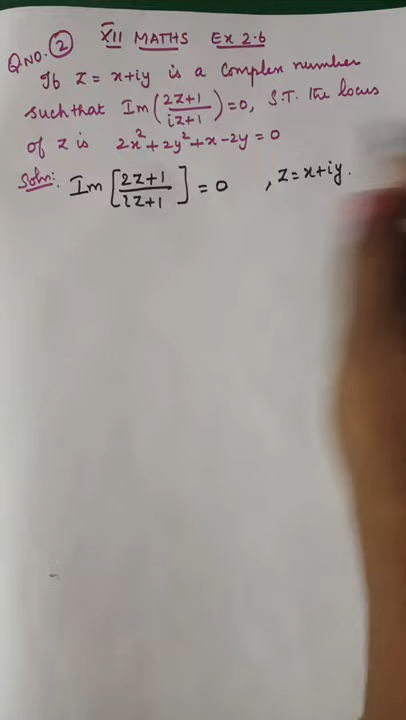 XII MATHS Ex 2.6
QNO. 2 If z = x+iy is a complex number
such that Im(2z+1/iz+1)=0, S.T. the locus
of z is 2x²+2y²+x-2y=0
Soln: Im[2z+1/iz+1] = 0 , z=x+iy.